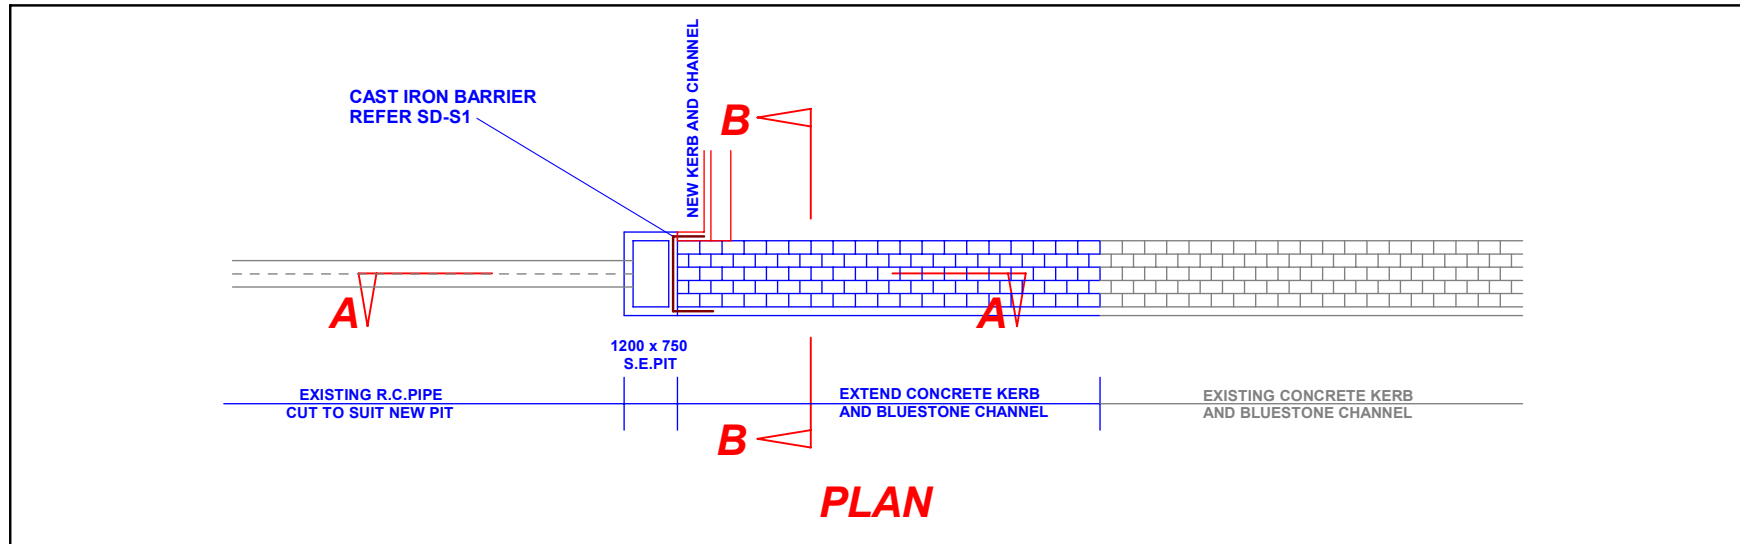 CAST IRON BARRIER
REFER SD-S1
NEW KERB AND CHANNEL
B
A
A
1200 x 750
S.E.PIT
EXISTING R.C.PIPE
CUT TO SUIT NEW PIT
EXTEND CONCRETE KERB
AND BLUESTONE CHANNEL
EXISTING CONCRETE KERB
AND BLUESTONE CHANNEL
B
PLAN